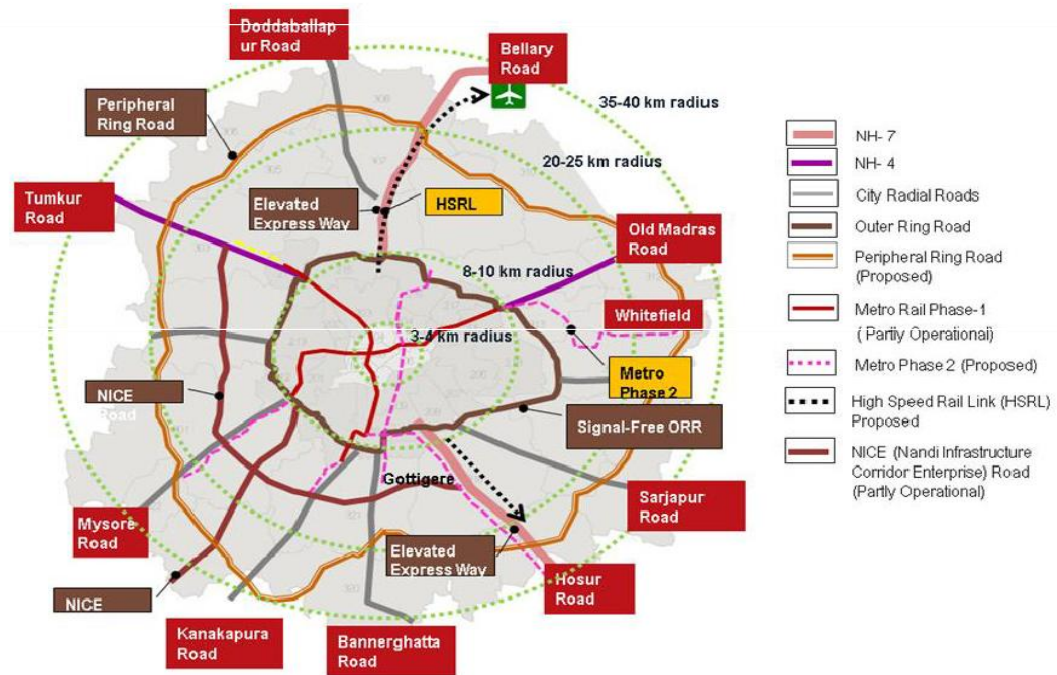 Doddaballap
ur Road
Bellary
Road
35-40 km radius
Peripheral
Ring Road
20-25 km radius
Tumkur
Road
Elevated
Express Way
HSRL
Old Madras
Road
8-10 km radius
Whitefield
3-4 km radius
Metro
Phase 2
NICE
Road
Signal-Free ORR
Gottigere
Sarjapur
Road
Mysore
Road
Elevated
Express Way
Hosur
Road
NICE
Kanakapura
Road
Bannerghatta
Road
NH- 7
NH- 4
City Radial Roads
Outer Ring Road
Peripheral Ring Road
(Proposed)
Metro Rail Phase-1
( Partly Operational)
Metro Phase 2 (Proposed)
High Speed Rail Link (HSRL)
Proposed
NICE (Nandi Infrastructure
Corridor Enterprise) Road
(Partly Operational)